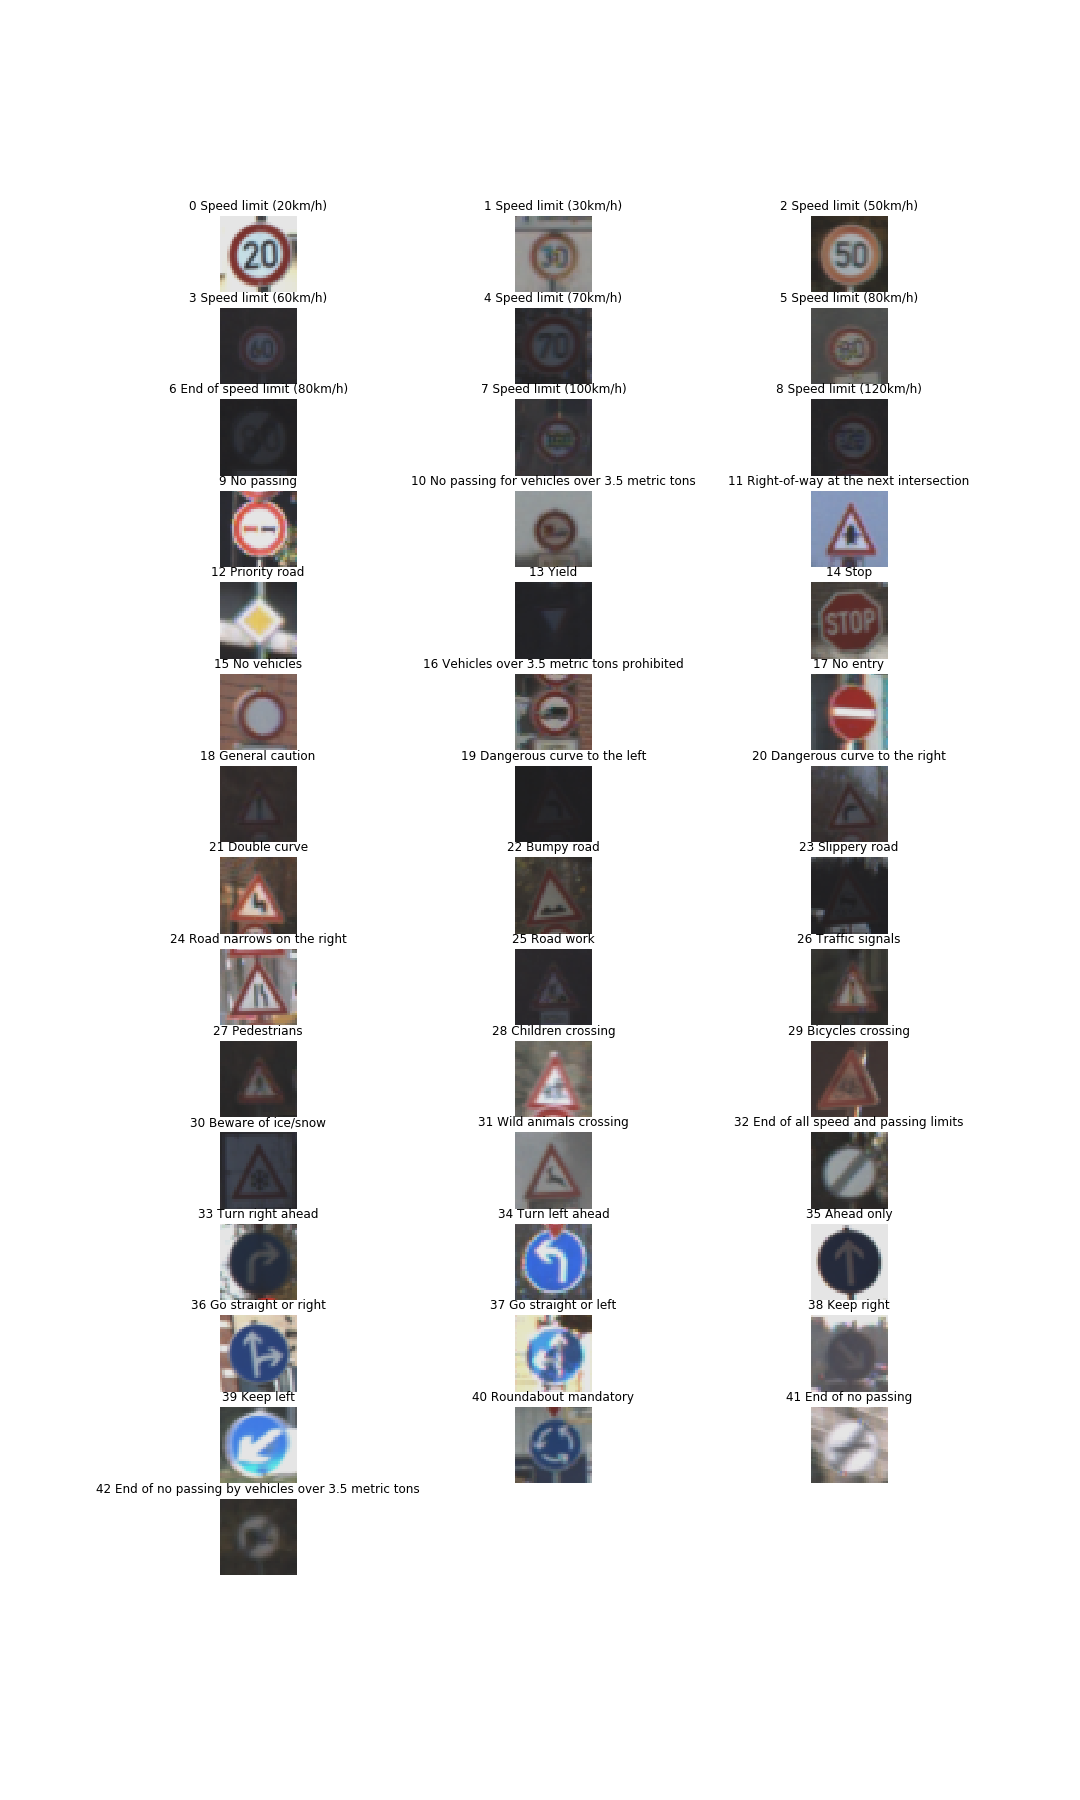 0 Speed limit (20km/h)
1 Speed limit (30km/h)
2 Speed limit (50km/h)
20
30
50
3 Speed limit (60km/h)
4 Speed limit (70km/h)
5 Speed limit (80km/h)
60
70
80
6 End of speed limit (80km/h)
7 Speed limit (100km/h)
8 Speed limit (120km/h)
80
100
120
9 No passing
10 No passing for vehicles over 3.5 metric tons
11 Right-of-way at the next intersection
12 Priority road
13 Yield
14 Stop
STOP
15 No vehicles
16 Vehicles over 3.5 metric tons prohibited
17 No entry
18 General caution
19 Dangerous curve to the left
20 Dangerous curve to the right
21 Double curve
22 Bumpy road
23 Slippery road
24 Road narrows on the right
25 Road work
26 Traffic signals
27 Pedestrians
28 Children crossing
29 Bicycles crossing
30 Beware of ice/snow
31 Wild animals crossing
32 End of all speed and passing limits
33 Turn right ahead
34 Turn left ahead
35 Ahead only
36 Go straight or right
37 Go straight or left
38 Keep right
39 Keep left
40 Roundabout mandatory
41 End of no passing
42 End of no passing by vehicles over 3.5 metric tons